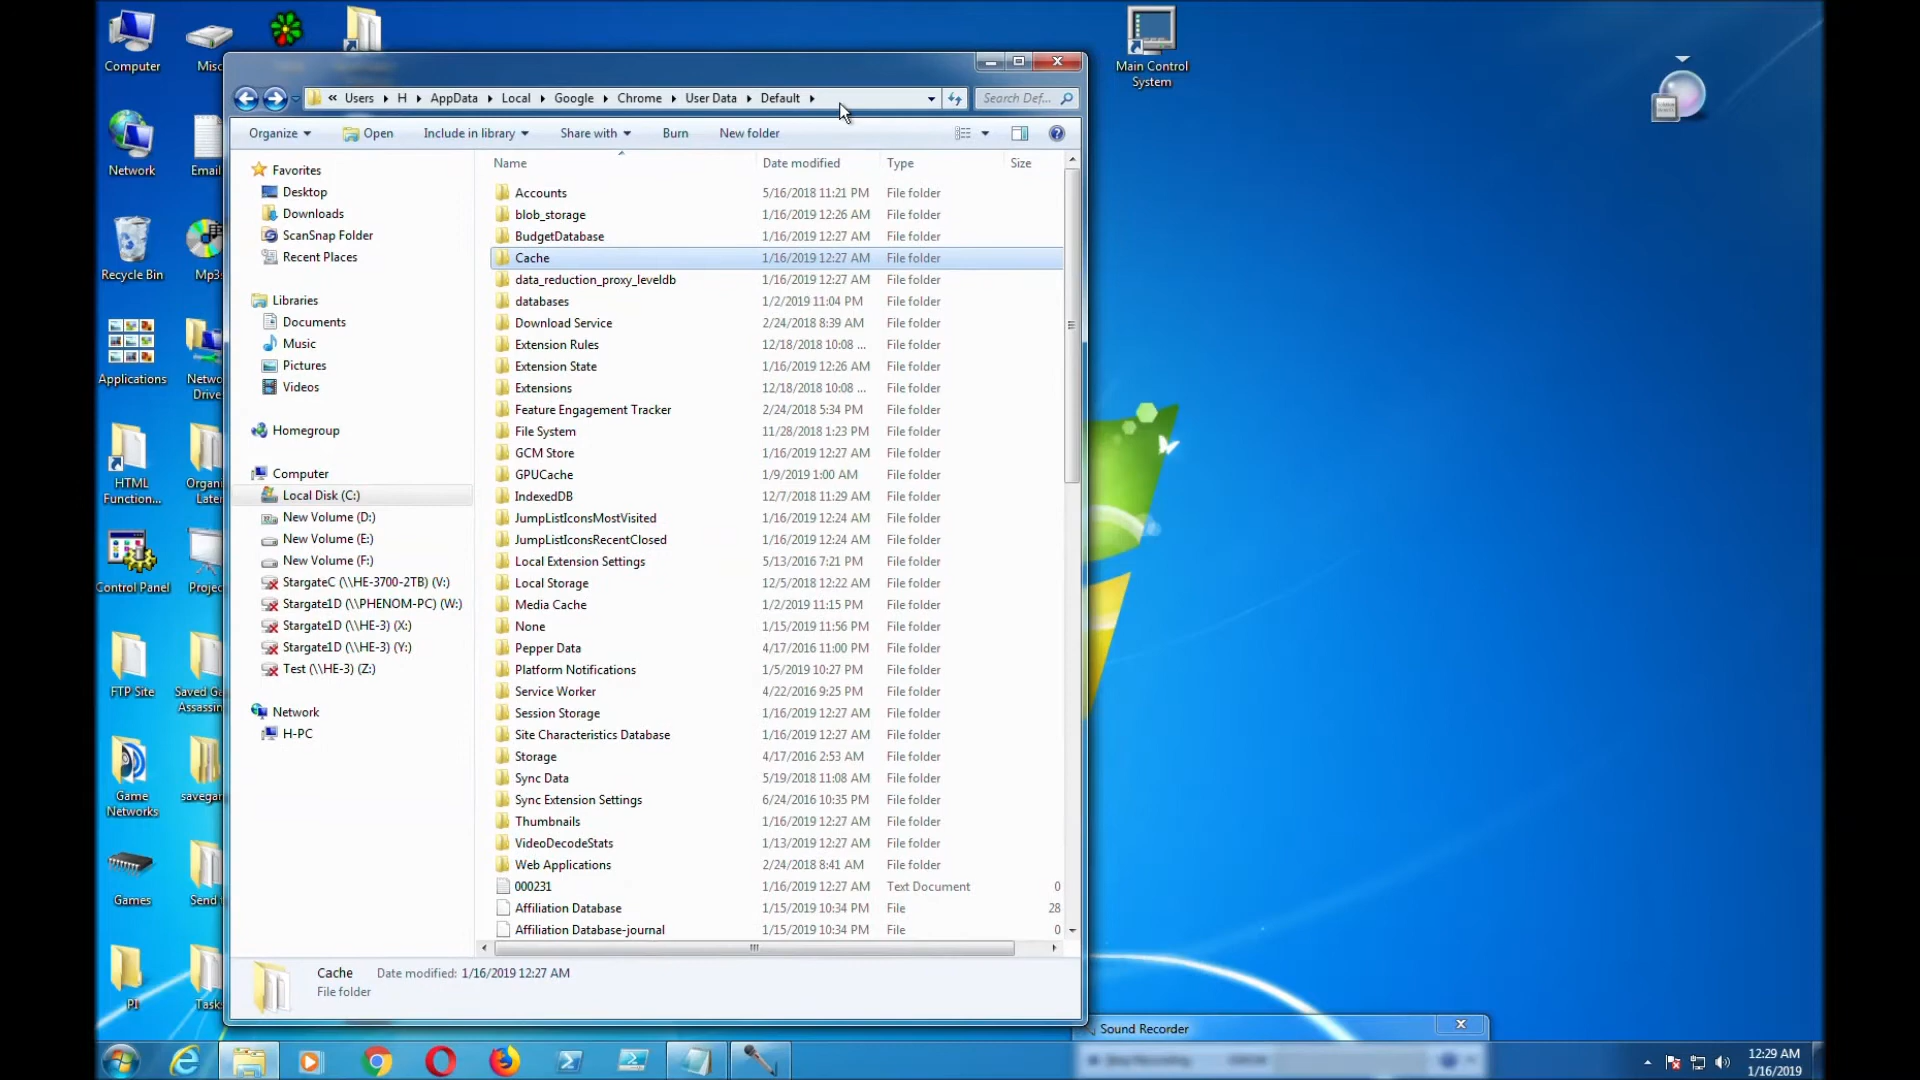 Computer
Misc
Main Control
System
« Users H AppData Local Google Chrome User Data Default
Search Def...
Organize
Open
Include in library
Share with
Burn
New folder
Network
Email
Recycle Bin
Mp3
Applications
Netwo
Drive
HTML
Function...
Organ
Later
Control Panel
Projec
FTP Site
Saved Ga
Assassin
Game
Networks
savegar
Games
Send t
PI
Task
Favorites
Desktop
Downloads
ScanSnap Folder
Recent Places
Libraries
Documents
Music
Pictures
Videos
Homegroup
Computer
Local Disk (C:)
New Volume (D:)
New Volume (E:)
New Volume (F:)
StargateC (\\HE-3700-2TB) (V:)
Stargate1D (\\PHENOM-PC) (W:)
Stargate1D (\\HE-3) (X:)
Stargate1D (\\HE-3) (Y:)
Test (\\HE-3) (Z:)
Network
H-PC
Name Date modified Type Size
Accounts 5/16/2018 11:21 PM File folder
blob_storage 1/16/2019 12:26 AM File folder
BudgetDatabase 1/16/2019 12:27 AM File folder
Cache 1/16/2019 12:27 AM File folder
data_reduction_proxy_leveldb 1/16/2019 12:27 AM File folder
databases 1/2/2019 11:04 PM File folder
Download Service 2/24/2018 8:39 AM File folder
Extension Rules 12/18/2018 10:08 ... File folder
Extension State 1/16/2019 12:26 AM File folder
Extensions 12/18/2018 10:08 ... File folder
Feature Engagement Tracker 2/24/2018 5:34 PM File folder
File System 11/28/2018 1:23 PM File folder
GCM Store 1/16/2019 12:27 AM File folder
GPUCache 1/9/2019 1:00 AM File folder
IndexedDB 12/7/2018 11:29 AM File folder
JumpListIconsMostVisited 1/16/2019 12:24 AM File folder
JumpListIconsRecentClosed 1/16/2019 12:24 AM File folder
Local Extension Settings 5/13/2016 7:21 PM File folder
Local Storage 12/5/2018 12:22 AM File folder
Media Cache 1/2/2019 11:15 PM File folder
None 1/15/2019 11:56 PM File folder
Pepper Data 4/17/2016 11:00 PM File folder
Platform Notifications 1/5/2019 10:27 PM File folder
Service Worker 4/22/2016 9:25 PM File folder
Session Storage 1/16/2019 12:27 AM File folder
Site Characteristics Database 1/16/2019 12:27 AM File folder
Storage 4/17/2016 2:53 AM File folder
Sync Data 5/19/2018 11:08 AM File folder
Sync Extension Settings 6/24/2016 10:35 PM File folder
Thumbnails 1/16/2019 12:27 AM File folder
VideoDecodeStats 1/13/2019 12:27 AM File folder
Web Applications 2/24/2018 8:41 AM File folder
000231 1/16/2019 12:27 AM Text Document 0
Affiliation Database 1/15/2019 10:34 PM File 28
Affiliation Database-journal 1/15/2019 10:34 PM File 0
Cache Date modified: 1/16/2019 12:27 AM
File folder
Sound Recorder
12:29 AM
1/16/2019